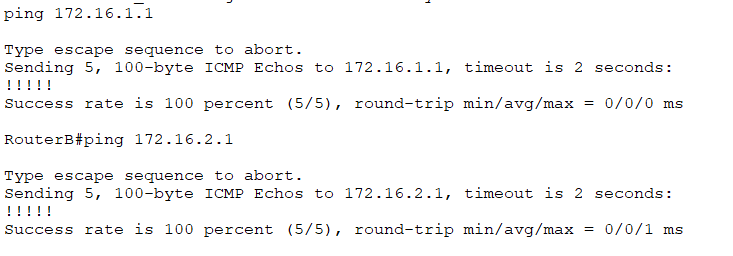 ping 172.16.1.1
Type escape sequence to abort.
Sending 5, 100-byte ICMP Echos to 172.16.1.1, timeout is 2 seconds:
!!!!!
Success rate is 100 percent (5/5), round-trip min/avg/max = 0/0/0 ms
RouterB#ping 172.16.2.1
Type escape sequence to abort.
Sending 5, 100-byte ICMP Echos to 172.16.2.1, timeout is 2 seconds:
!!!!!
Success rate is 100 percent (5/5), round-trip min/avg/max = 0/0/1 ms